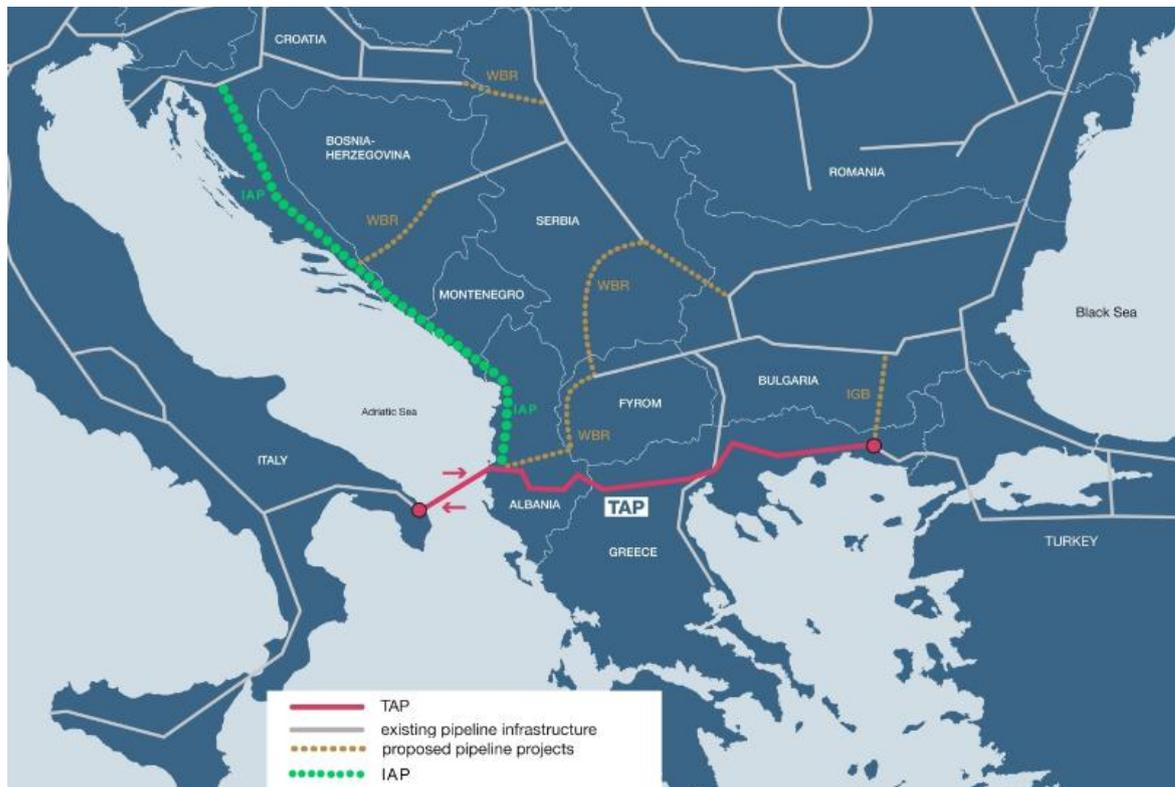 CROATIA
WBR
BOSNIA-
HERZEGOVINA
ROMANIA
IAP
WBR
SERBIA
WBR
MONTENEGRO
Black Sea
BULGARIA
IGB
FYROM
Adriatic Sea
IAP
WBR
ITALY
ALBANIA
TAP
TURKEY
GREECE
TAP
existing pipeline infrastructure
proposed pipeline projects
IAP